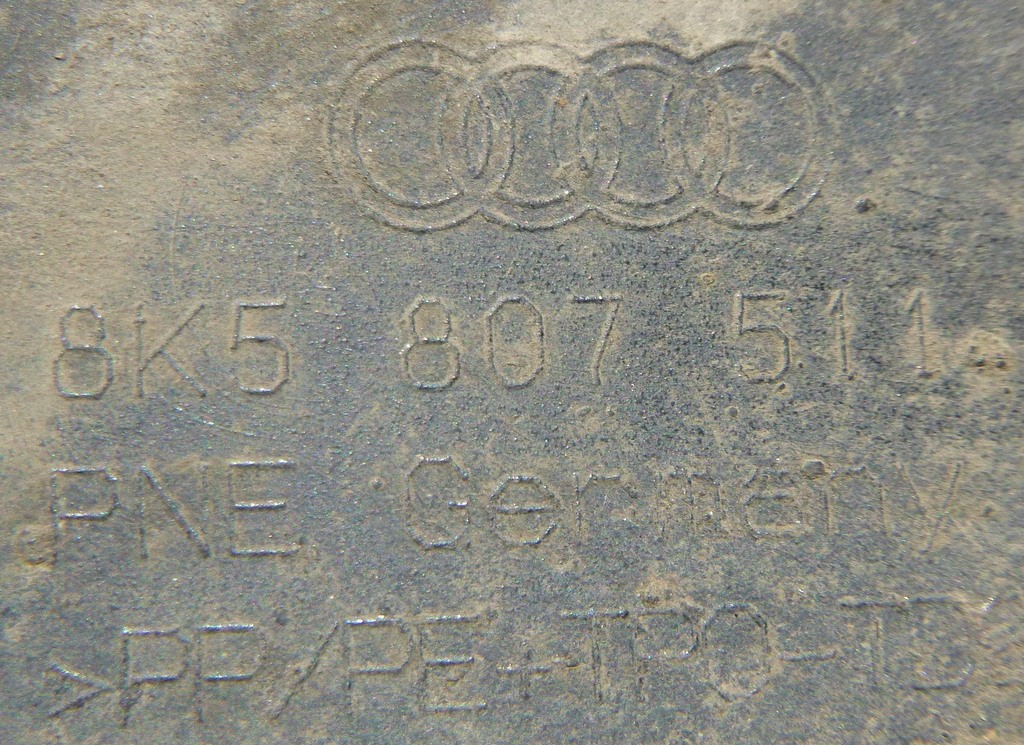 8K5 807 511
PNE Germany
>PP/PE+TPO-TD